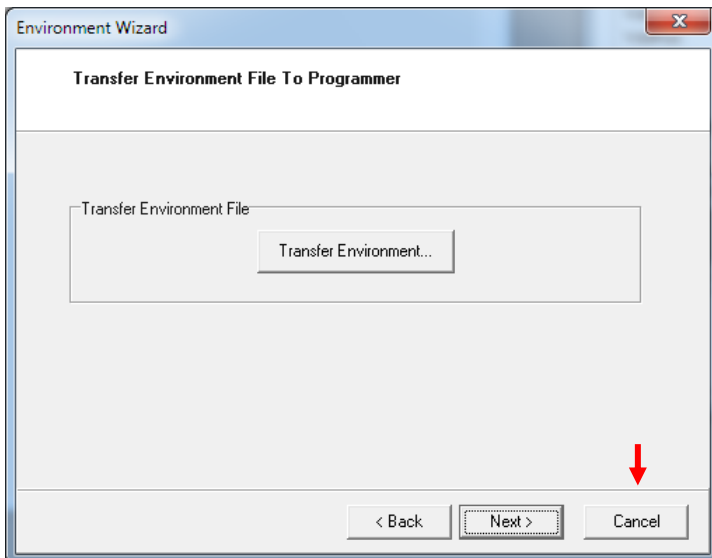 Environment Wizard
Transfer Environment File To Programmer
Transfer Environment File
Transfer Environment...
< Back Next > Cancel